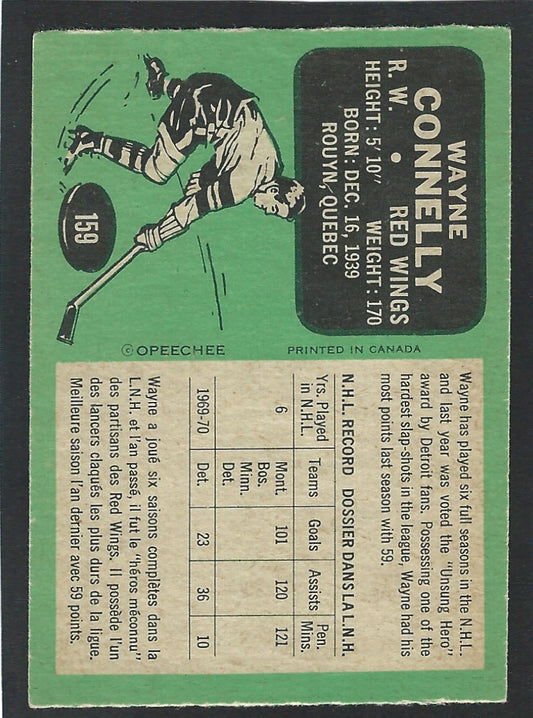 WAYNE
CONNELLY
R. W. • RED WINGS
HEIGHT: 5' 10" WEIGHT: 170
BORN: DEC. 16, 1939
ROUYN, QUEBEC
159
©OPEECHEE
PRINTED IN CANADA
Wayne has played six full seasons in the N.H.L.,
and last year was voted the "Unsung Hero"
award by Detroit fans. Possessing one of the
hardest slap-shots in the league, Wayne had his
most points last season with 59.
N.H.L. RECORD DOSSIER DANS LA L.N.H.
Yrs. Played in N.H.L. Teams Goals Assists Pen. Mins.
6 Mont. 101 120 121
Bos.
Minn.
Det.
1969-70 Det. 23 36 10
Wayne a joué six saisons complètes dans la
L.N.H. et l'an passé, il fut le "héros méconnu"
des partisans des Red Wings. Il possède l'un
des lancers claqués les plus durs de la ligue.
Meilleure saison l'an dernier avec 59 points.